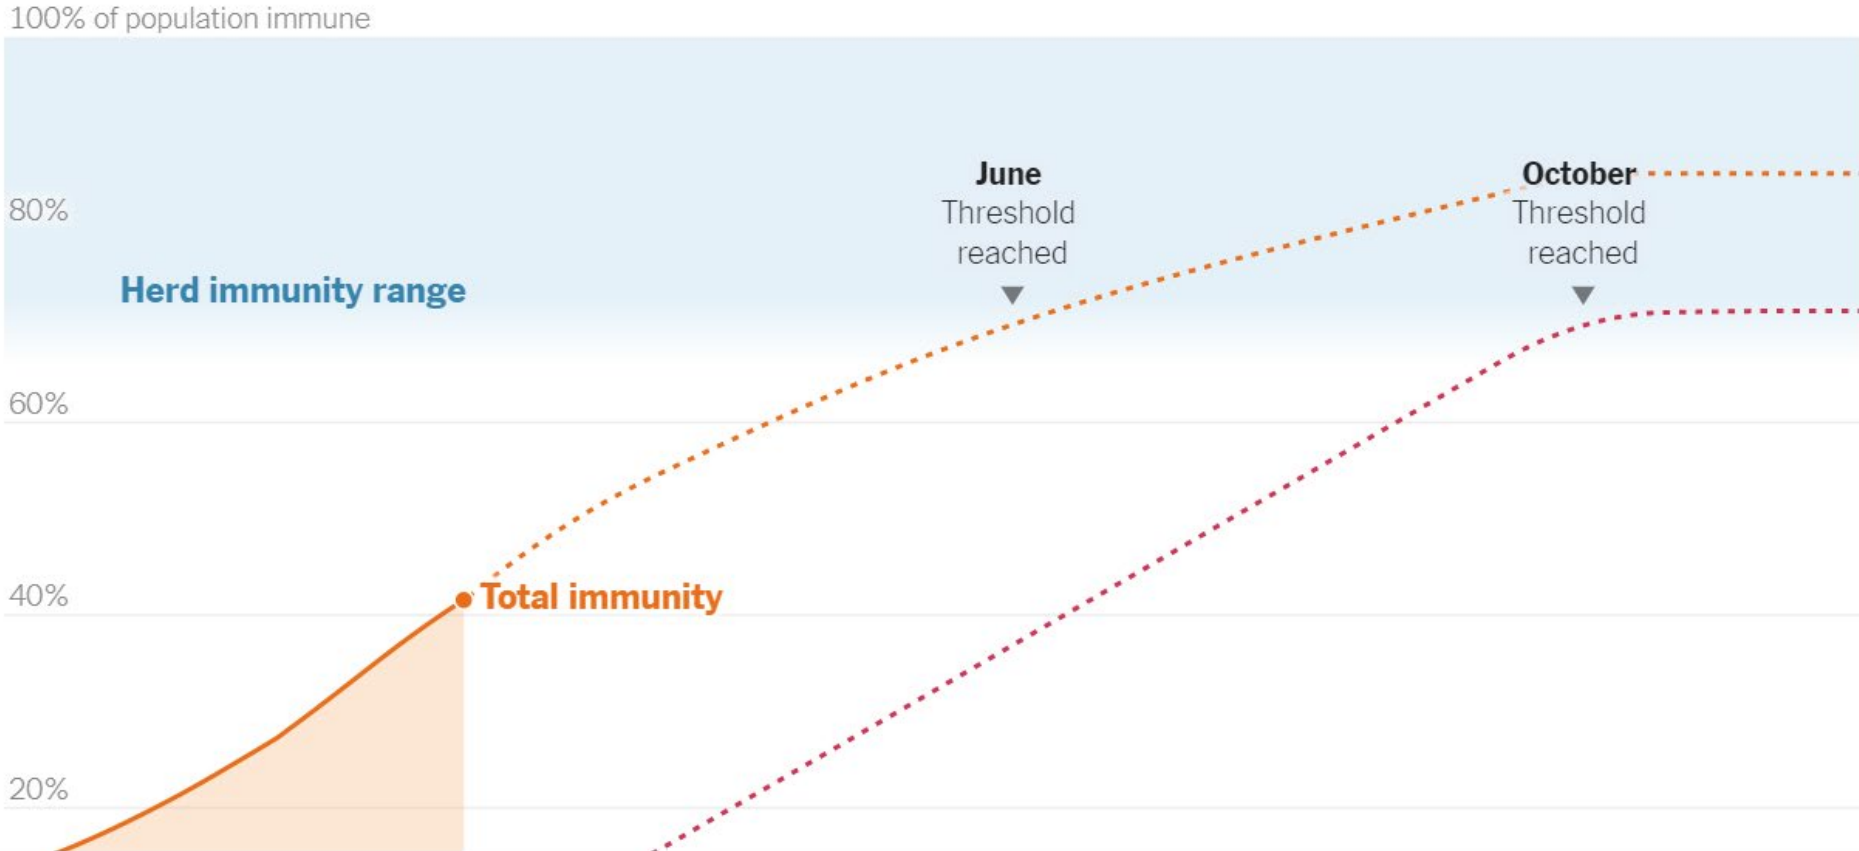 100% of population immune
June
October
Threshold
Threshold
80%
reached
reached
Herd immunity range
60%
40%
Total immunity
20%